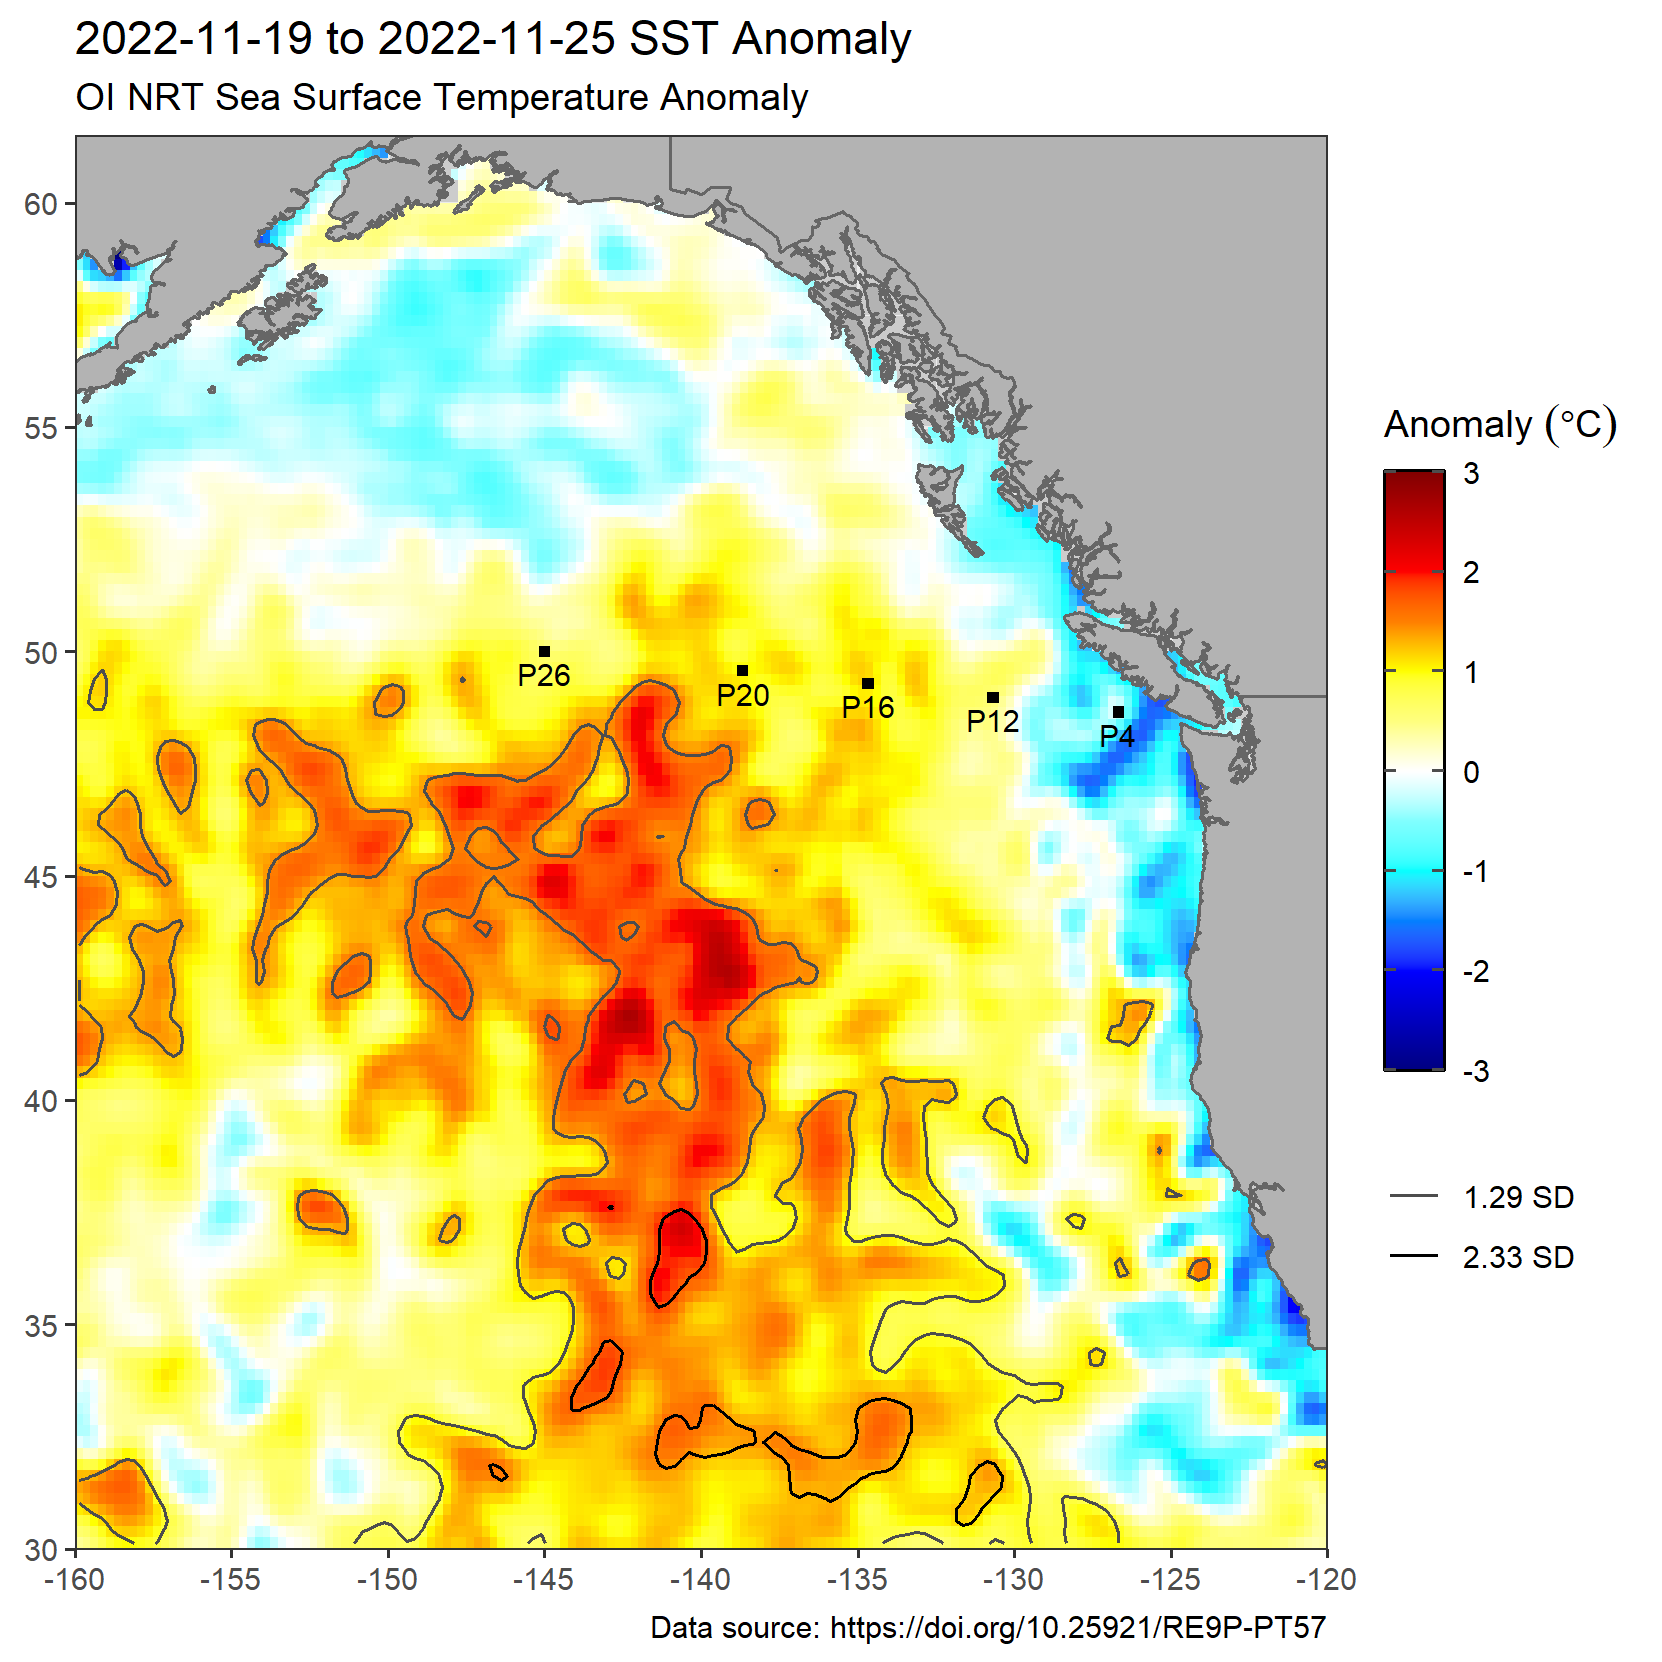 2022-11-19 to 2022-11-25 SST Anomaly
OI NRT Sea Surface Temperature Anomaly
60
55
50
45
40
35
30
-160
-155
-150
-145
-140
-135
-130
-125
-120
P26
P20
P16
P12
P4
Anomaly (°C)
3
2
1
0
-1
-2
-3
1.29 SD
2.33 SD
Data source: https://doi.org/10.25921/RE9P-PT57